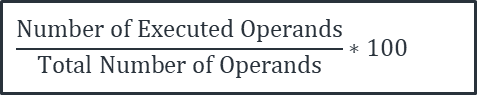 Number of Executed Operands
Total Number of Operands
* 100